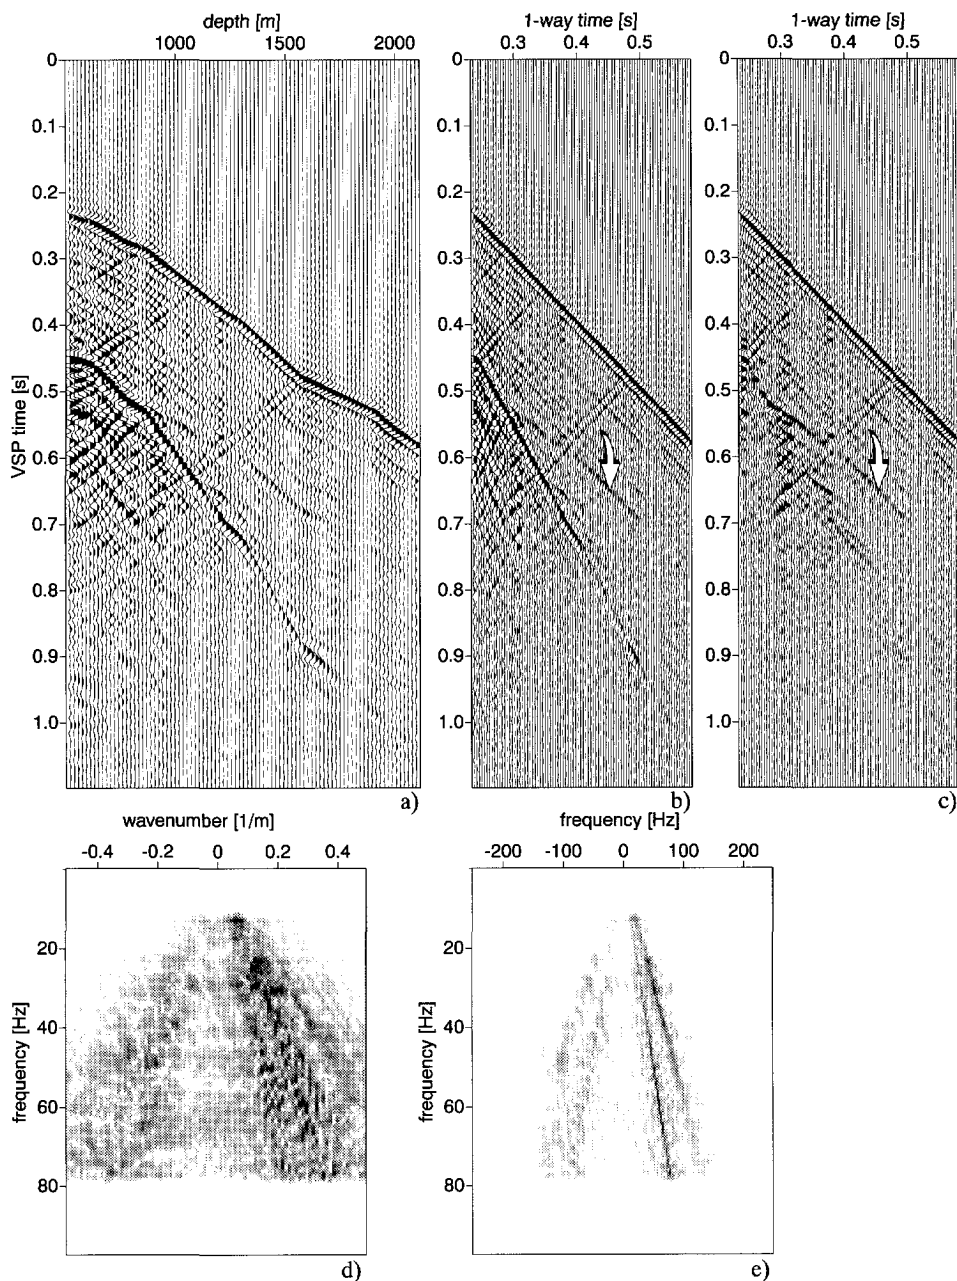 depth [m]
1000 1500 2000
1-way time [s]
0.3 0.4 0.5
1-way time [s]
0.3 0.4 0.5
VSP time [s]
0
0.1
0.2
0.3
0.4
0.5
0.6
0.7
0.8
0.9
1.0
a)
0
0.1
0.2
0.3
0.4
0.5
0.6
0.7
0.8
0.9
1.0
b)
0
0.1
0.2
0.3
0.4
0.5
0.6
0.7
0.8
0.9
1.0
c)
wavenumber [1/m]
-0.4 -0.2 0 0.2 0.4
frequency [Hz]
20
40
60
80
d)
frequency [Hz]
-200 -100 0 100 200
frequency [Hz]
20
40
60
80
e)